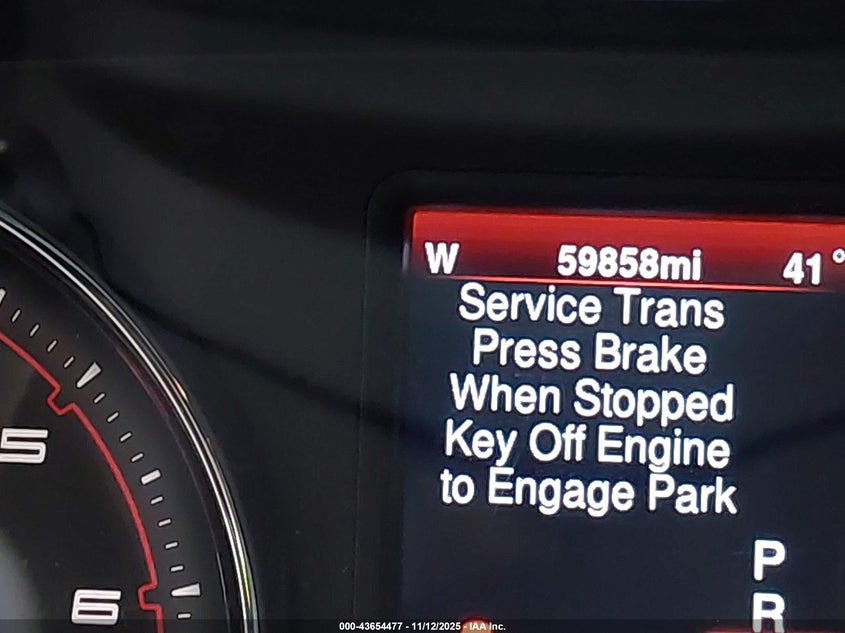 W 59858mi 41°
Service Trans
Press Brake
When Stopped
Key Off Engine
to Engage Park
P
R
5
6
000-43654477 - 11/12/2025 - IAA Inc.